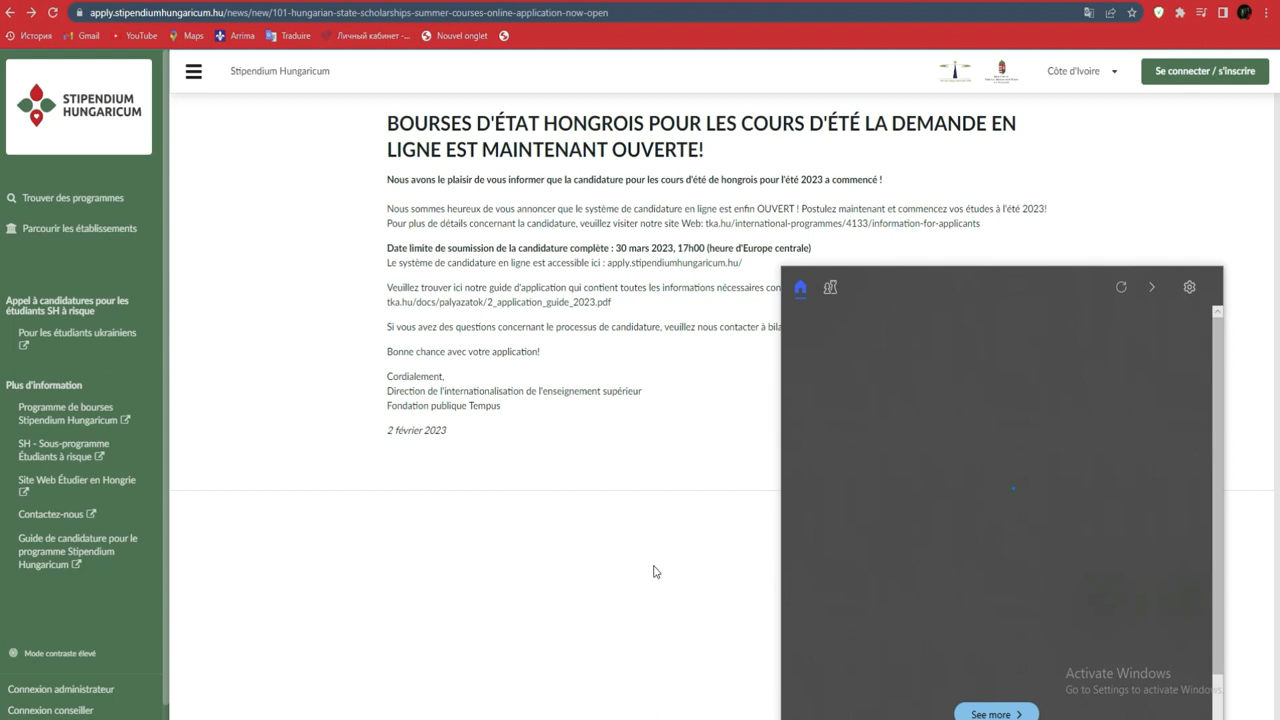 apply.stipendiumhungaricum.hu/news/new/101-hungarian-state-scholarships-summer-courses-online-application-now-open
История Gmail YouTube Maps Arrima Traduire Личный кабинет -... Nouvel onglet
STIPENDIUM
HUNGARICUM
Stipendium Hungaricum
Côte d'Ivoire
Se connecter / s'inscrire
Trouver des programmes
Parcourir les établissements
Appel à candidatures pour les
étudiants SH à risque
Pour les étudiants ukrainiens
Plus d'information
Programme de bourses
Stipendium Hungaricum
SH - Sous-programme
Étudiants à risque
Site Web Étudier en Hongrie
Contactez-nous
Guide de candidature pour le
programme Stipendium
Hungaricum
Mode contraste élevé
Connexion administrateur
Connexion conseiller
BOURSES D'ÉTAT HONGROIS POUR LES COURS D'ÉTÉ LA DEMANDE EN
LIGNE EST MAINTENANT OUVERTE!
Nous avons le plaisir de vous informer que la candidature pour les cours d'été de hongrois pour l'été 2023 a commencé !
Nous sommes heureux de vous annoncer que le système de candidature en ligne est enfin OUVERT ! Postulez maintenant et commencez vos études à l'été 2023!
Pour plus de détails concernant la candidature, veuillez visiter notre site Web: tka.hu/international-programmes/4133/information-for-applicants
Date limite de soumission de la candidature complète : 30 mars 2023, 17h00 (heure d'Europe centrale)
Le système de candidature en ligne est accessible ici : apply.stipendiumhungaricum.hu/
Veuillez trouver ici notre guide d'application qui contient toutes les informations nécessaires con
tka.hu/docs/palyazatok/2_application_guide_2023.pdf
Si vous avez des questions concernant le processus de candidature, veuillez nous contacter à bila
Bonne chance avec votre application!
Cordialement,
Direction de l'internationalisation de l'enseignement supérieur
Fondation publique Tempus
2 février 2023
Activate Windows
Go to Settings to activate Windows.
See more